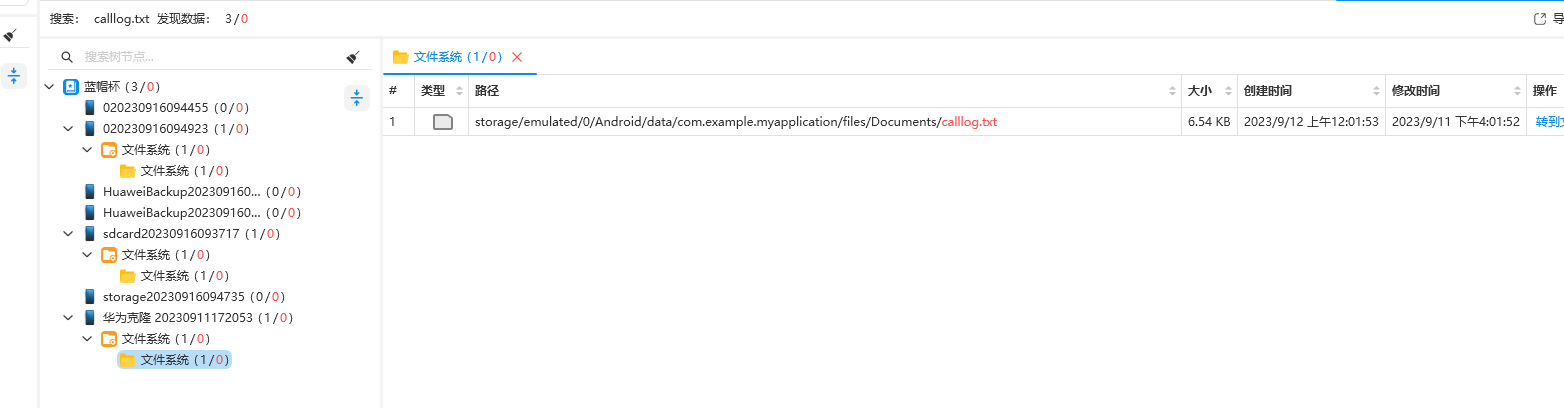 搜索: calllog.txt 发现数据: 3/0
导
搜索树节点...
蓝帽杯 (3/0)
020230916094455 (0/0)
020230916094923 (1/0)
文件系统 (1/0)
文件系统 (1/0)
HuaweiBackup202309160... (0/0)
HuaweiBackup202309160... (0/0)
sdcard20230916093717 (1/0)
文件系统 (1/0)
文件系统 (1/0)
storage20230916094735 (0/0)
华为克隆 20230911172053 (1/0)
文件系统 (1/0)
文件系统 (1/0)
文件系统 (1/0)
# 类型 路径 大小 创建时间 修改时间 操作
1 storage/emulated/0/Android/data/com.example.myapplication/files/Documents/calllog.txt 6.54 KB 2023/9/12 上午12:01:53 2023/9/11 下午4:01:52 转到